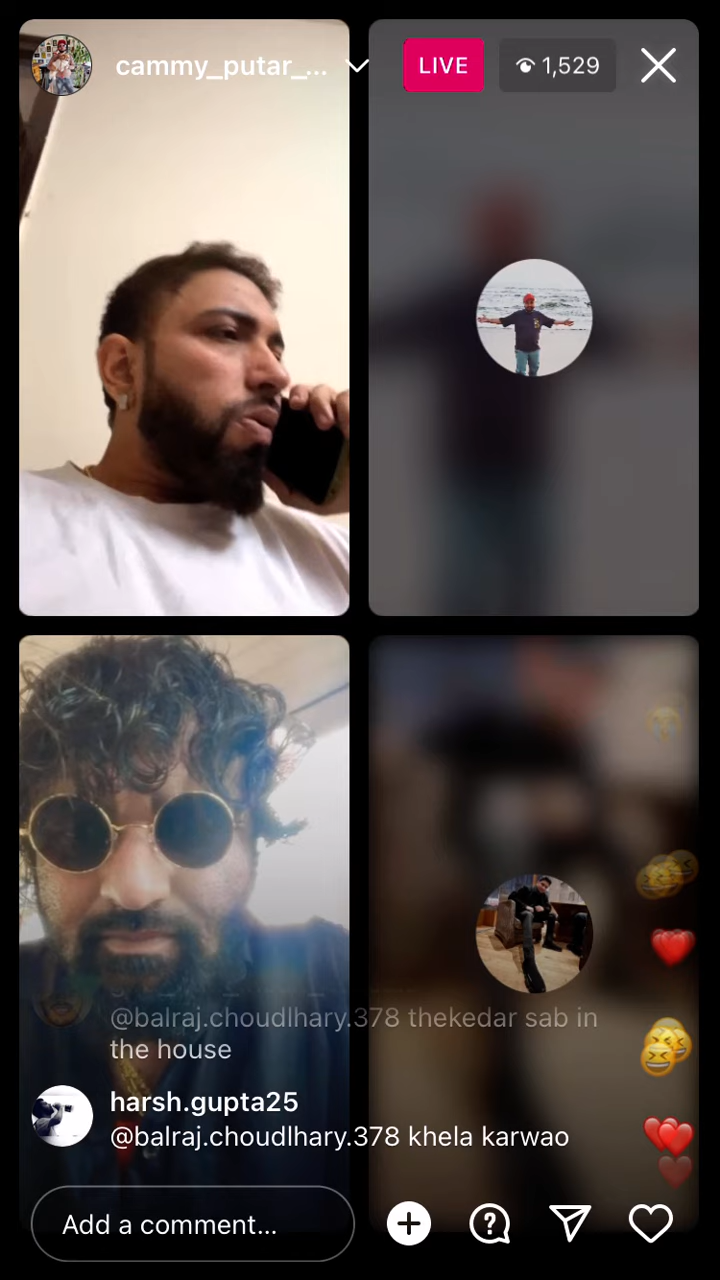 cammy_putar_...
LIVE
1,529
@balraj.choudlhary.378 thekedar sab in
the house
harsh.gupta25
@balraj.choudlhary.378 khela karwao
Add a comment...